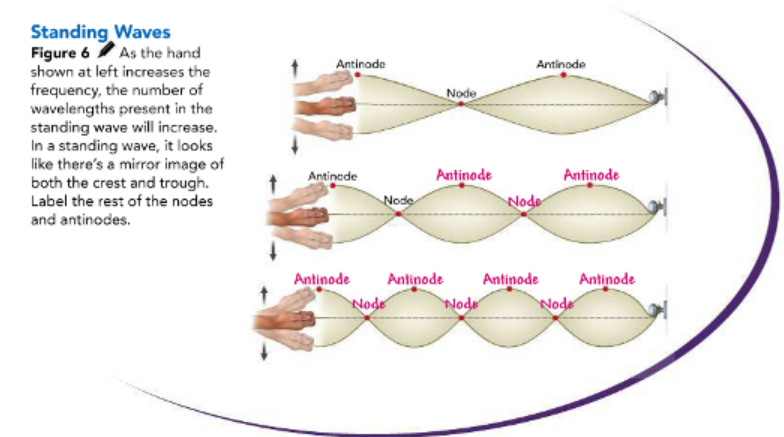 Standing Waves
Figure 6 As the hand
shown at left increases the
frequency, the number of
wavelengths present in the
standing wave will increase.
In a standing wave, it looks
like there's a mirror image of
both the crest and trough.
Label the rest of the nodes
and antinodes.
Antinode Antinode
Node
Antinode Antinode Antinode
Node Node
Antinode Antinode Antinode Antinode
Node Node Node